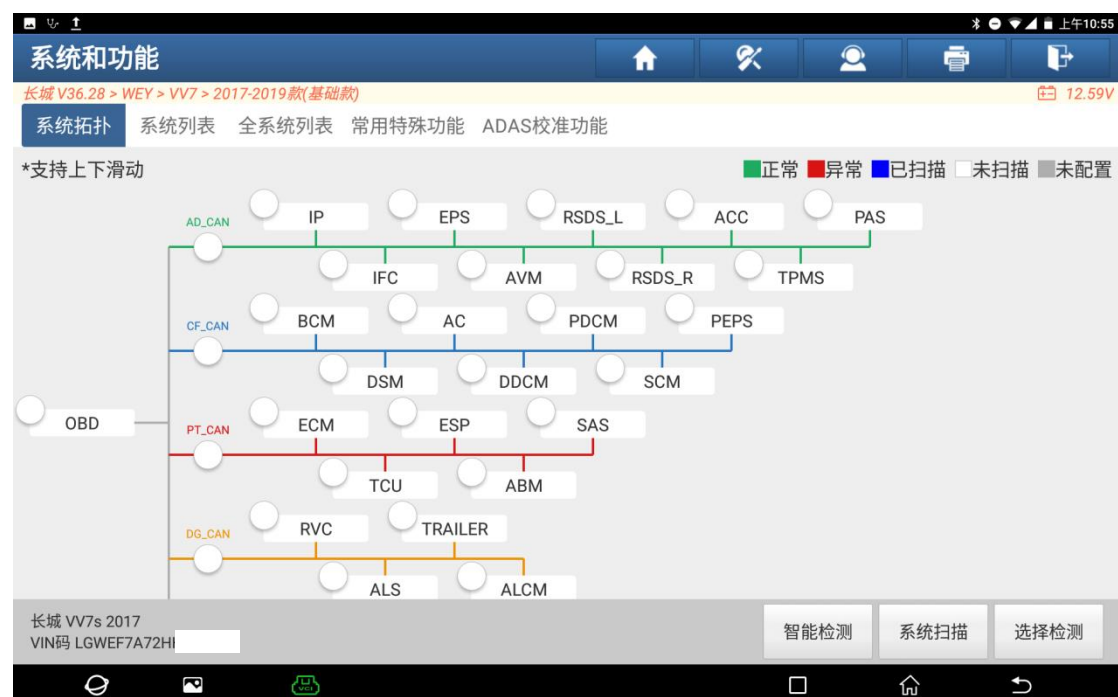 上午10:55
系统和功能
长城 V36.28 > WEY > VV7 > 2017-2019款(基础款) 12.59V
系统拓扑 系统列表 全系统列表 常用特殊功能 ADAS校准功能
*支持上下滑动 正常 异常 已扫描 未扫描 未配置
IP EPS RSDS_L ACC PAS
AD_CAN
IFC AVM RSDS_R TPMS
BCM AC PDCM PEPS
CF_CAN
DSM DDCM SCM
OBD
ECM ESP SAS
PT_CAN
TCU ABM
RVC TRAILER
DG_CAN
ALS ALCM
长城 VV7s 2017
VIN码 LGWEF7A72H
智能检测 系统扫描 选择检测
VCI